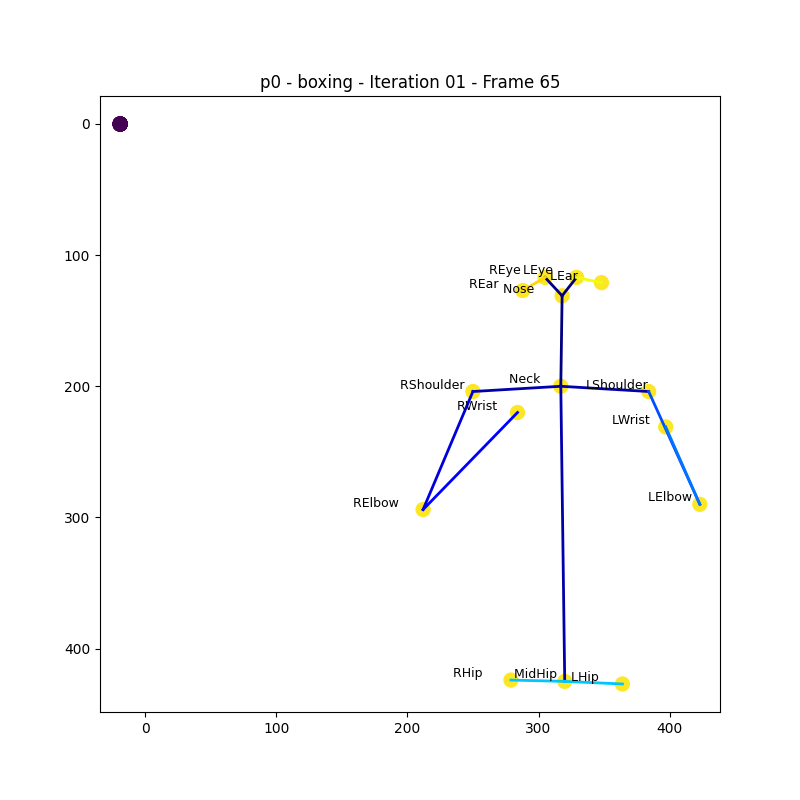 p0 - boxing - Iteration 01 - Frame 65
0
100
REye LEye LEar
REar Nose
200
Neck
RShoulder LShoulder
RWrist
LWrist
LElbow
RElbow
300
400
RHip MidHip LHip
0 100 200 300 400